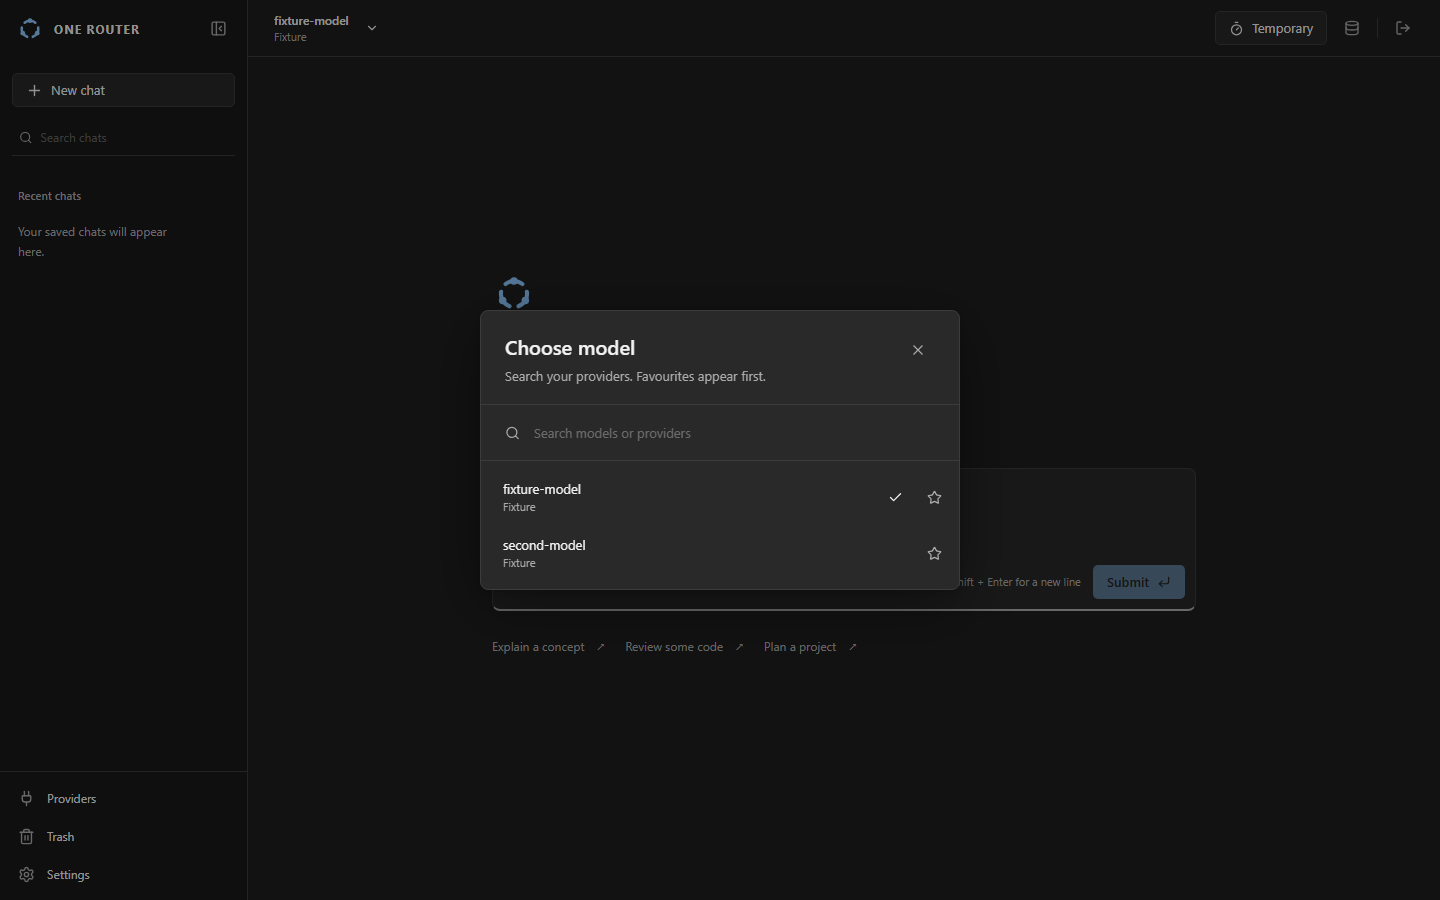 ONE ROUTER
New chat
Search chats
Recent chats
Your saved chats will appear
here.
Providers
Trash
Settings
fixture-model
Fixture
Temporary
Choose model
Search your providers. Favourites appear first.
Search models or providers
fixture-model
Fixture
second-model
Fixture
+ Enter for a new line
Submit
Explain a concept
Review some code
Plan a project